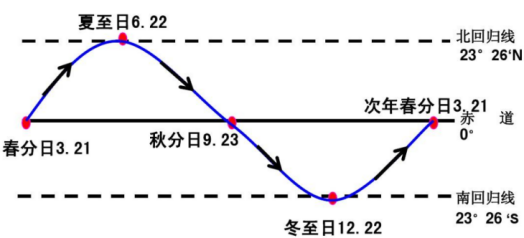 夏至日6.22
北回归线
23° 26‘N
次年春分日3.21
赤 道
0°
春分日3.21
秋分日9.23
南回归线
23° 26 ‘S
冬至日12.22